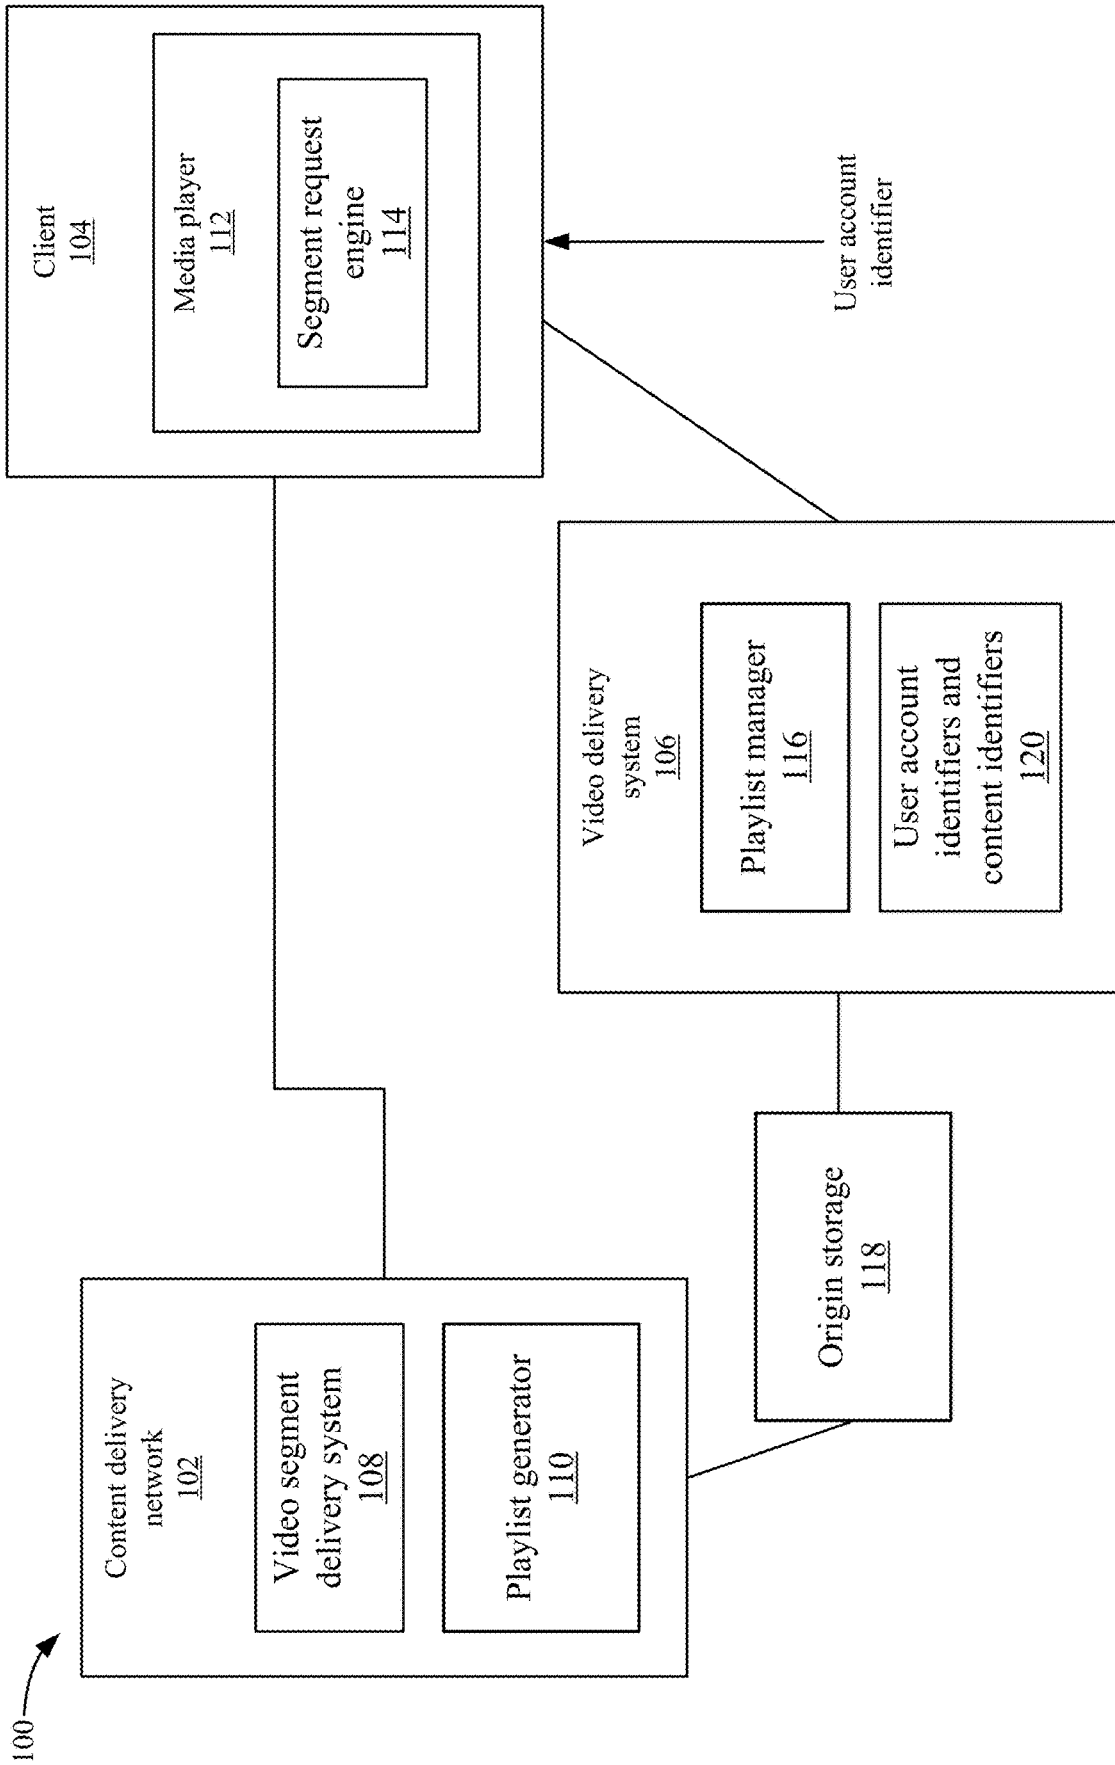 100
Content delivery
network
102
Video segment
delivery system
108
Playlist generator
110
Origin storage
118
Video delivery
system
106
Playlist manager
116
User account
identifiers and
content identifiers
120
Client
104
Media player
112
Segment request
engine
114
User account
identifier